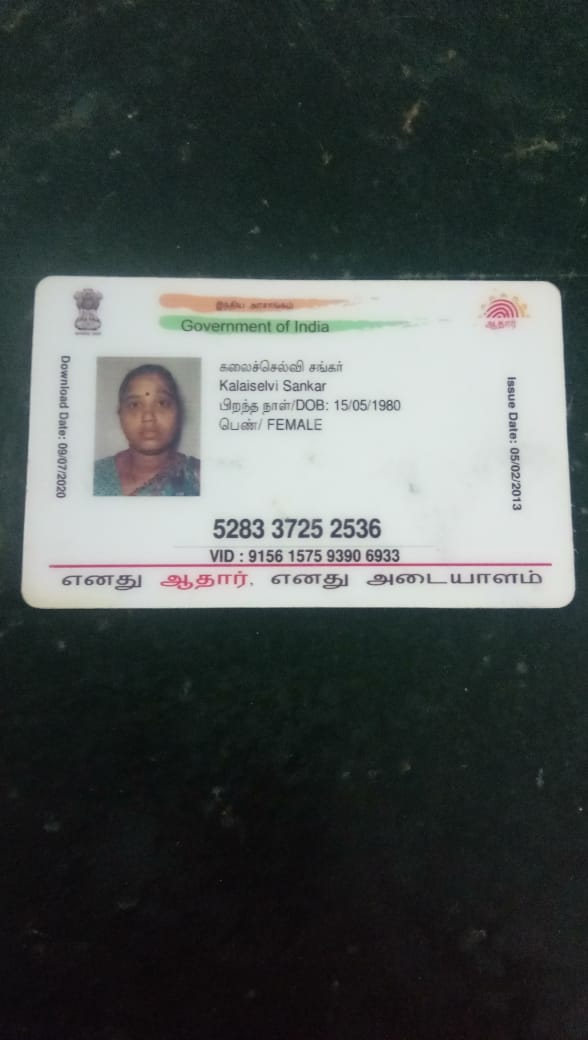 இந்திய அரசாங்கம்
Government of India
ஆதார்
Download Date: 09/07/2020
கலைச்செல்வி சங்கர்
Kalaiselvi Sankar
பிறந்த நாள்/DOB: 15/05/1980
பெண்/ FEMALE
Issue Date: 05/02/2013
5283 3725 2536
VID : 9156 1575 9390 6933
எனது ஆதார், எனது அடையாளம்